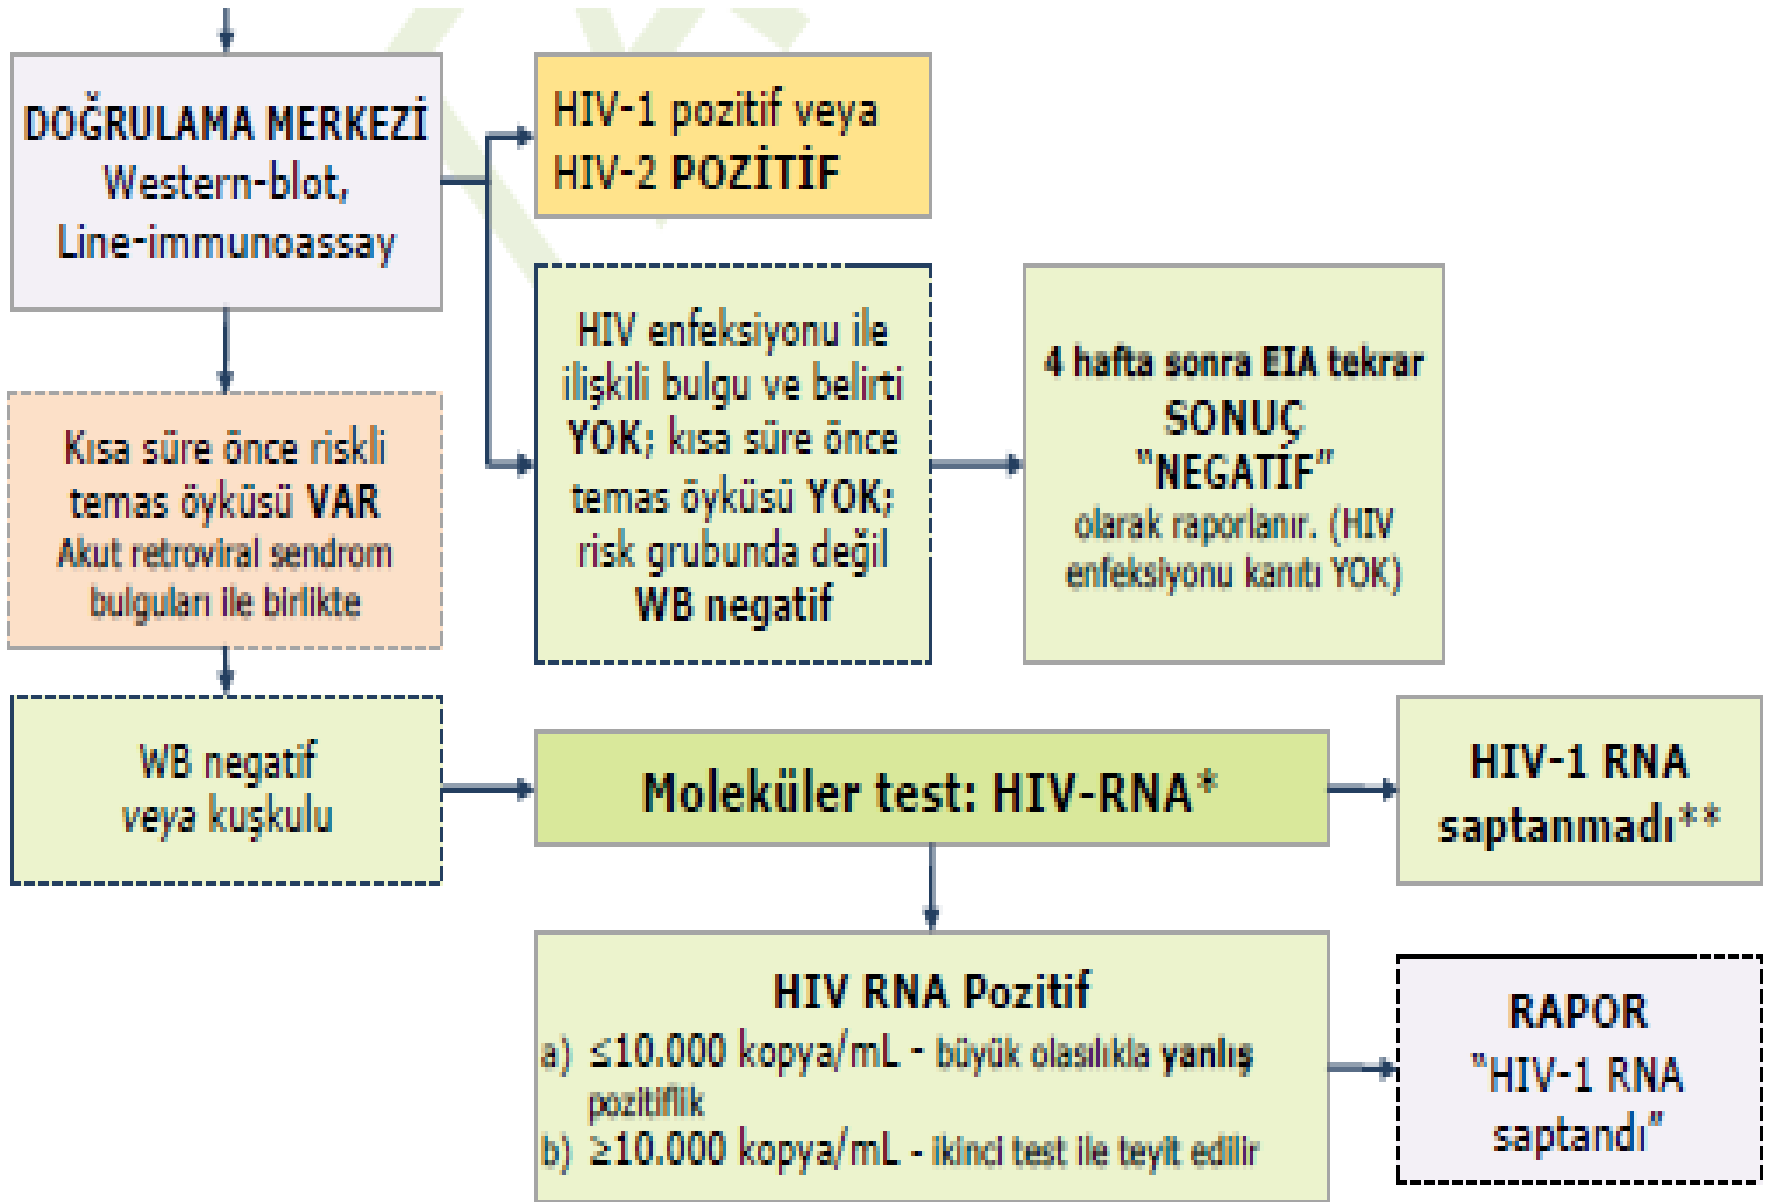 DOĞRULAMA MERKEZİ
Western-blot,
Line-immunoassay
HIV-1 pozitif veya
HIV-2 POZİTİF
HIV enfeksiyonu ile
ilişkili bulgu ve belirti
YOK; kısa süre önce
temas öyküsü YOK;
risk grubunda değil
WB negatif
4 hafta sonra EIA tekrar
SONUÇ
"NEGATİF"
olarak raporlanır. (HIV
enfeksiyonu kanıtı YOK)
Kısa süre önce riskli
temas öyküsü VAR
Akut retroviral sendrom
bulguları ile birlikte
WB negatif
veya kuşkulu
Moleküler test: HIV-RNA*
HIV-1 RNA
saptanmadı**
HIV RNA Pozitif
a) ≤10.000 kopya/mL - büyük olasılıkla yanlış
pozitiflik
b) ≥10.000 kopya/mL - ikinci test ile teyit edilir
RAPOR
"HIV-1 RNA
saptandı"